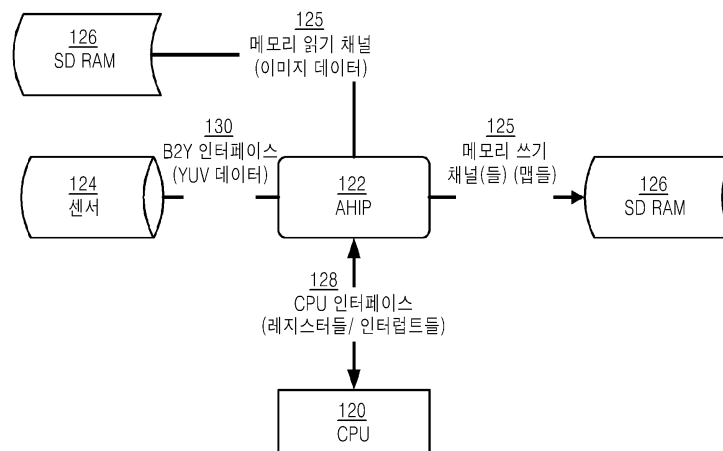 126
SD RAM
125
메모리 읽기 채널
(이미지 데이터)
130
B2Y 인터페이스
(YUV 데이터)
125
메모리 쓰기
채널(들) (맵들)
124
센서
122
AHIP
126
SD RAM
128
CPU 인터페이스
(레지스터들/ 인터럽트들)
120
CPU